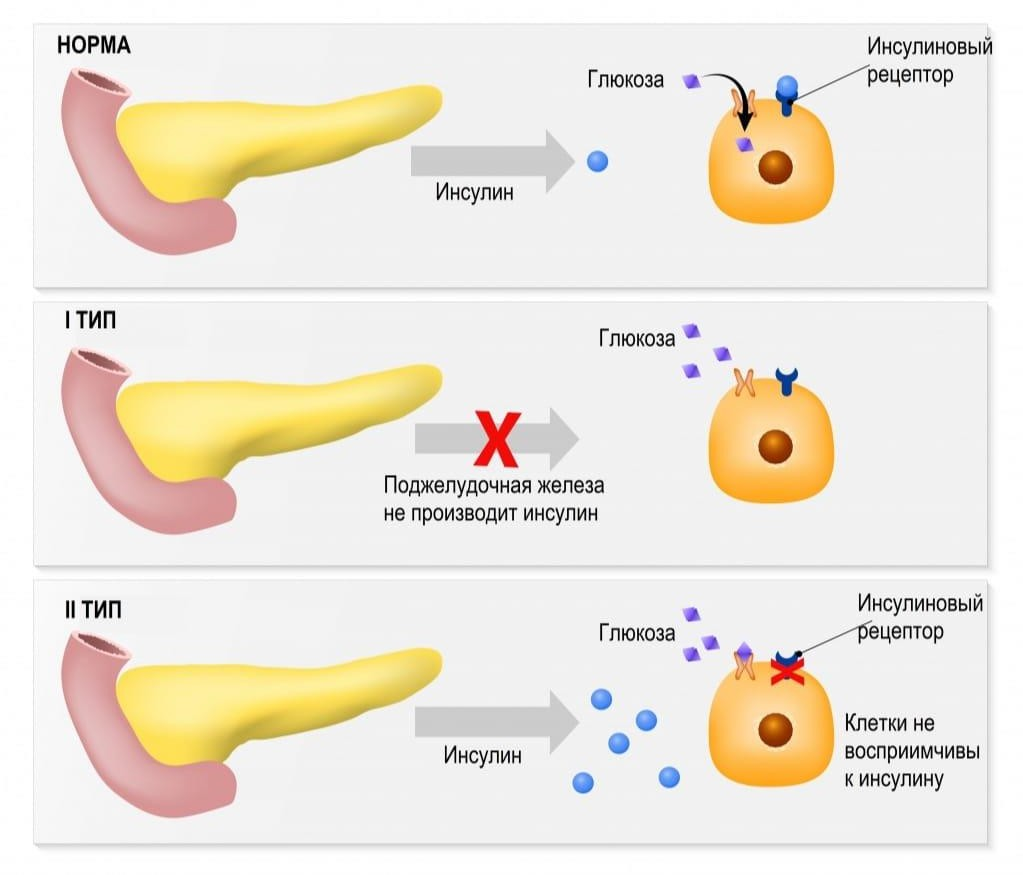 НОРМА
Глюкоза
Инсулиновый
рецептор
Инсулин
I ТИП
Глюкоза
Поджелудочная железа
не производит инсулин
II ТИП
Глюкоза
Инсулиновый
рецептор
Инсулин
Клетки не
восприимчивы
к инсулину